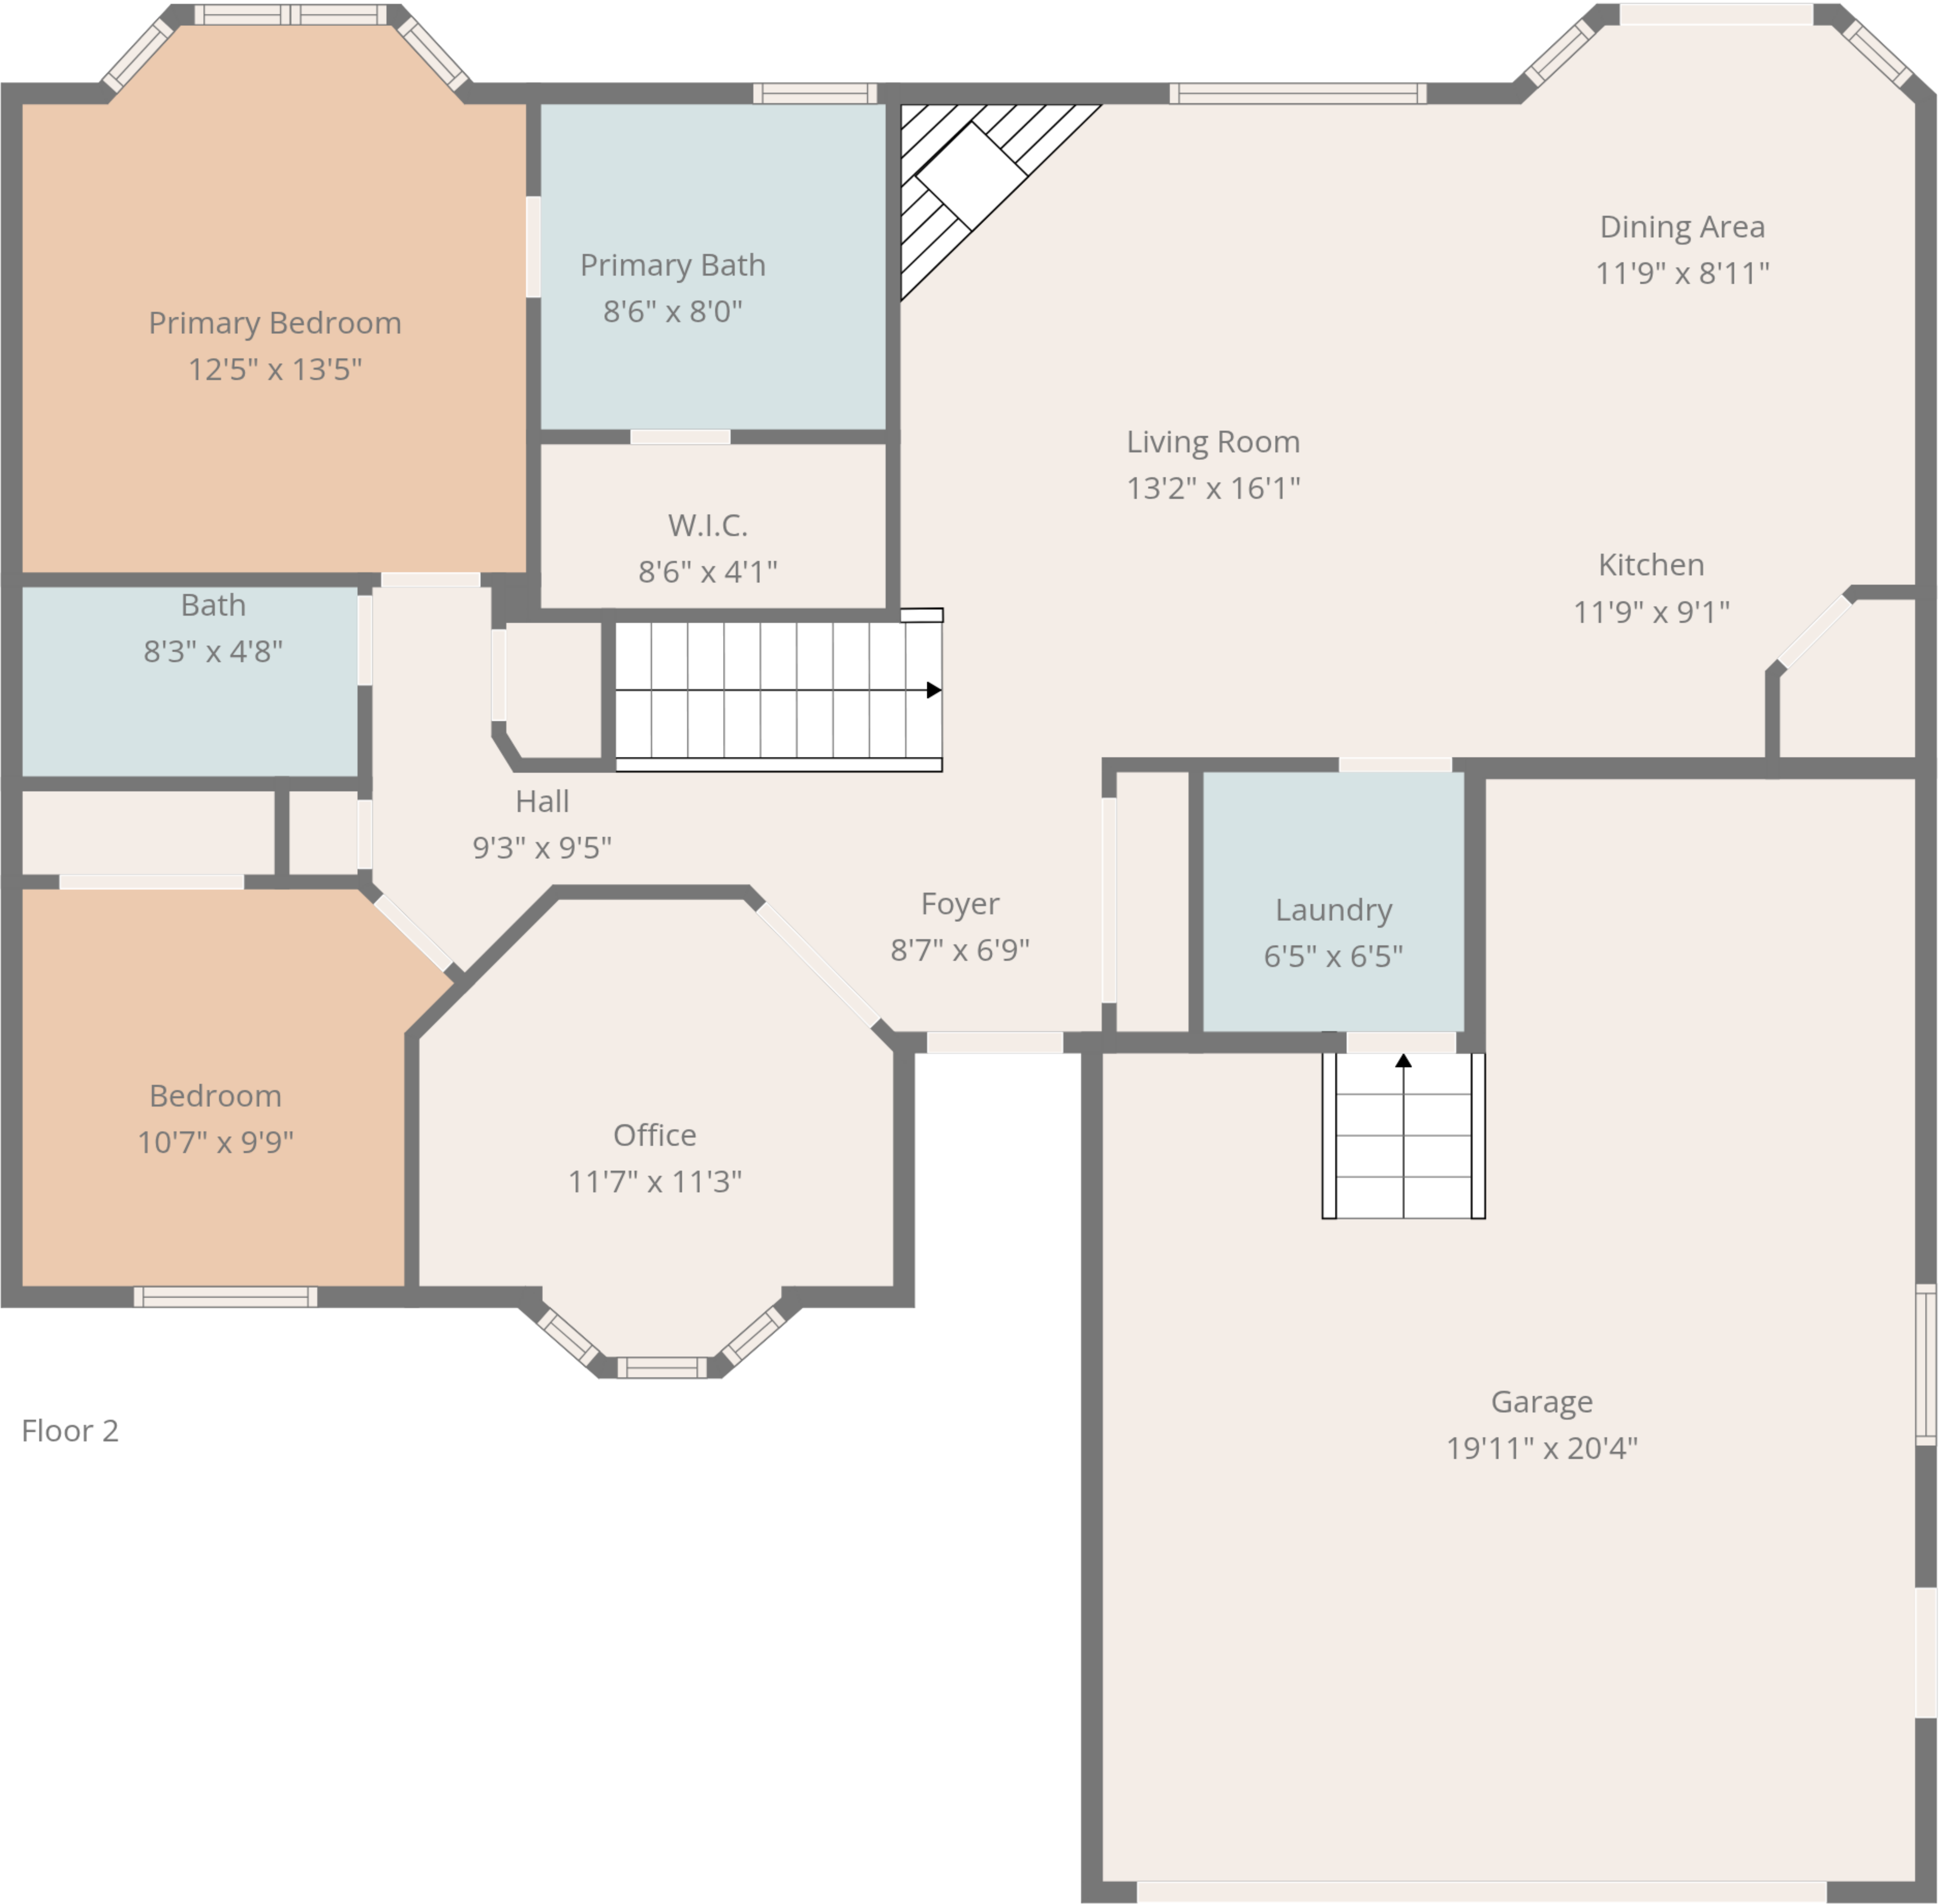 Dining Area
11'9" x 8'11"
Primary Bath
8'6" x 8'0"
Primary Bedroom
12'5" x 13'5"
Living Room
13'2" x 16'1"
W.I.C.
8'6" x 4'1"
Kitchen
11'9" x 9'1"
Bath
8'3" x 4'8"
Hall
9'3" x 9'5"
Foyer
8'7" x 6'9"
Laundry
6'5" x 6'5"
Bedroom
10'7" x 9'9"
Office
11'7" x 11'3"
Garage
19'11" x 20'4"
Floor 2